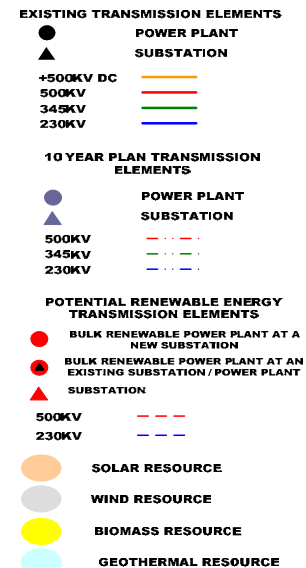 EXISTING TRANSMISSION ELEMENTS
POWER PLANT
SUBSTATION
+500KV DC
500KV
345KV
230KV
10 YEAR PLAN TRANSMISSION
ELEMENTS
POWER PLANT
SUBSTATION
500KV
345KV
230KV
POTENTIAL RENEWABLE ENERGY
TRANSMISSION ELEMENTS
BULK RENEWABLE POWER PLANT AT A
NEW SUBSTATION
BULK RENEWABLE POWER PLANT AT AN
EXISTING SUBSTATION / POWER PLANT
SUBSTATION
500KV
230KV
SOLAR RESOURCE
WIND RESOURCE
BIOMASS RESOURCE
GEOTHERMAL RESOURCE